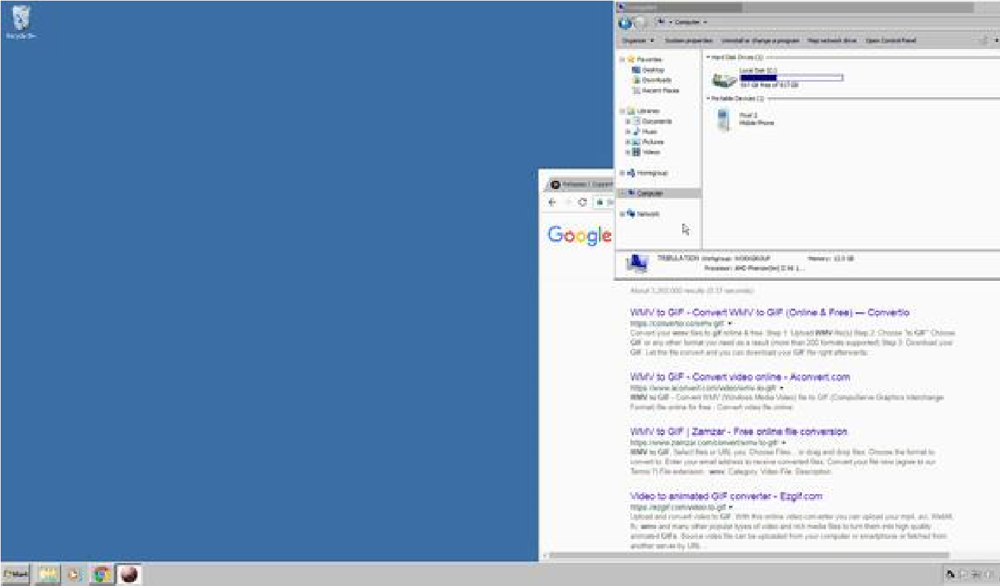 Recycle Bin
Computer
Organize
System properties
Uninstall or change a program
Map network drive
Open Control Panel
Favorites
Desktop
Downloads
Recent Places
Libraries
Documents
Music
Pictures
Videos
Homegroup
Computer
Network
Hard Disk Drives (1)
Local Disk (C:)
Portable Devices (1)
Pixel 2
Mobile Phone
TRIBULATION Workgroup: WORKGROUP Memory:
Processor: AMD Phenom(tm) II X6 1...
Google
WMV to GIF - Convert WMV to GIF (Online & Free) — Convertio
https://convertio.co/wmv-gif/
Convert your wmv files to gif online & free. Step 1: Upload WMV file(s) Step 2: Choose "to GIF" Choose
GIF or any other format you need as a result (more than 200 formats supported) Step 3: Download your
GIF. Let the file convert and you can download your GIF file right afterwards.
WMV to GIF - Convert video online - Aconvert.com
https://www.aconvert.com/video/wmv-to-gif/
WMV to GIF - Convert WMV (Windows Media Video) file to GIF (CompuServe Graphics Interchange
Format) file online for free - Convert video file online.
WMV to GIF | Zamzar - Free online file conversion
https://www.zamzar.com/convert/wmv-to-gif/
WMV to GIF. Select files or URL you. Choose Files... or drag and drop files. Choose the format to
convert to. Enter your email address to receive converted files. Convert your file now (agree to our
Terms ?) File extension: .wmv. Category. Video File. Description.
Video to animated GIF converter - Ezgif.com
https://ezgif.com/video-to-gif
Upload and convert video to GIF. With this online video converter you can upload your mp4, avi, WebM,
flv, wmv and many other popular types of video and rich media files to turn them into high quality
animated GIFs. Source video file can be uploaded from your computer or smartphone or fetched from
another server by URL...
Start